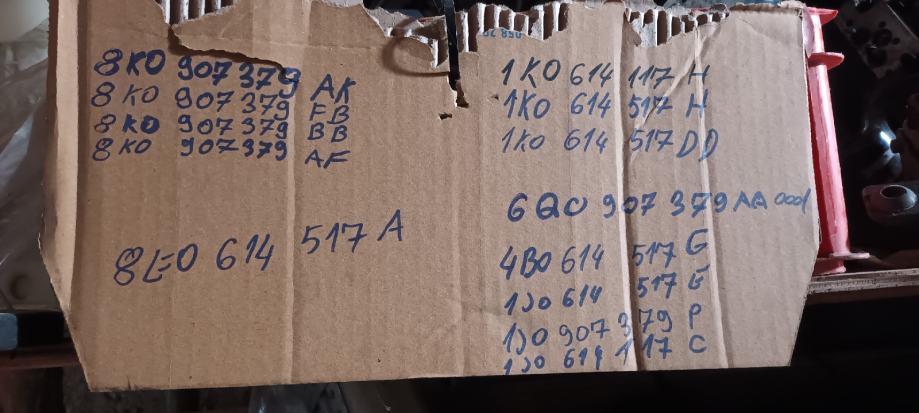 8K0 907 379 AK
8K0 907 379 FB
8K0 907 379 BB
8K0 907 379 AF
8E0 614 517 A
1K0 614 117 H
1K0 614 517 H
1K0 614 517 DD
6Q0 907 379 AA 0001
4B0 614 517 G
1J0 614 517 E
1J0 907 379 P
1J0 614 117 C